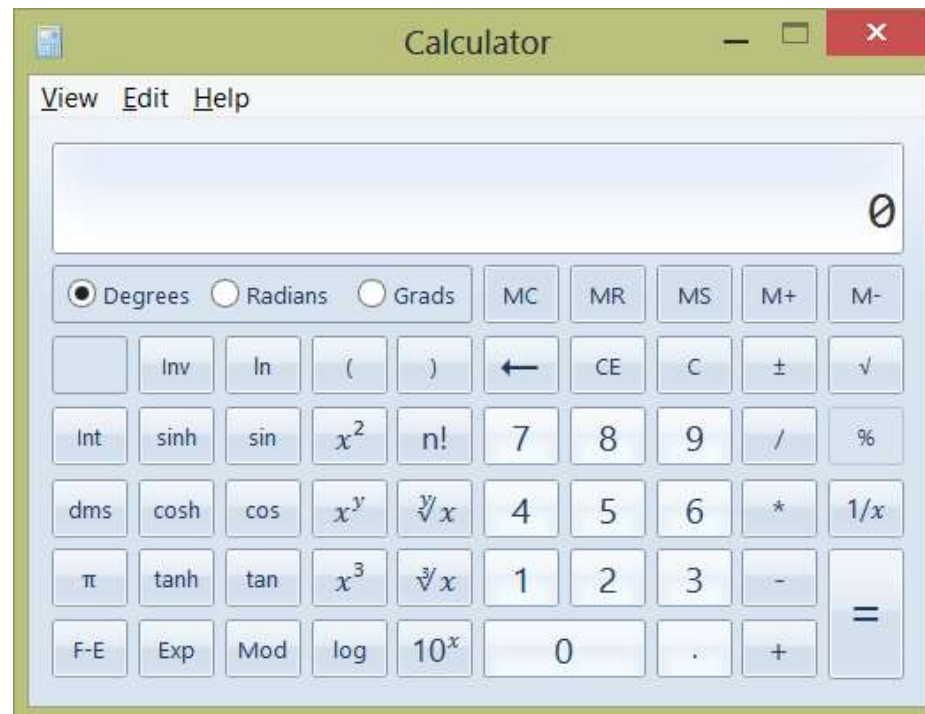 Calculator
View Edit Help
0
Degrees Radians Grads MC MR MS M+ M-
Inv ln ( ) ← CE C ± √
Int sinh sin x² n! 7 8 9 / %
dms cosh cos xʸ ʸ√x 4 5 6 * 1/x
π tanh tan x³ ³√x 1 2 3 - =
F-E Exp Mod log 10ˣ 0 . +